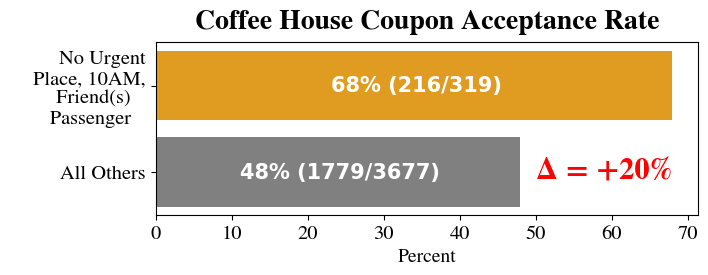 Coffee House Coupon Acceptance Rate
No Urgent
Place, 10AM,
Friend(s)
Passenger
68% (216/319)
All Others
48% (1779/3677)
Δ = +20%
0 10 20 30 40 50 60 70
Percent